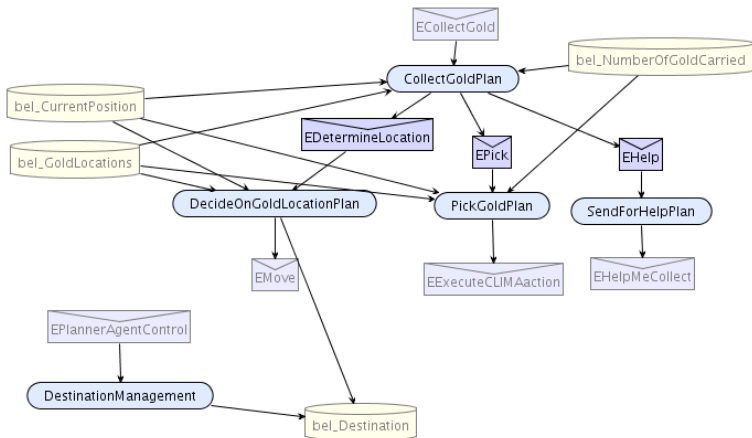 ECollectGold
bel_NumberOfGoldCarried
CollectGoldPlan
bel_CurrentPosition
EDetermineLocation
EPick
EHelp
bel_GoldLocations
DecideOnGoldLocationPlan
PickGoldPlan
SendForHelpPlan
EMove
EExecuteCLIMAaction
EHelpMeCollect
EPlannerAgentControl
DestinationManagement
bel_Destination